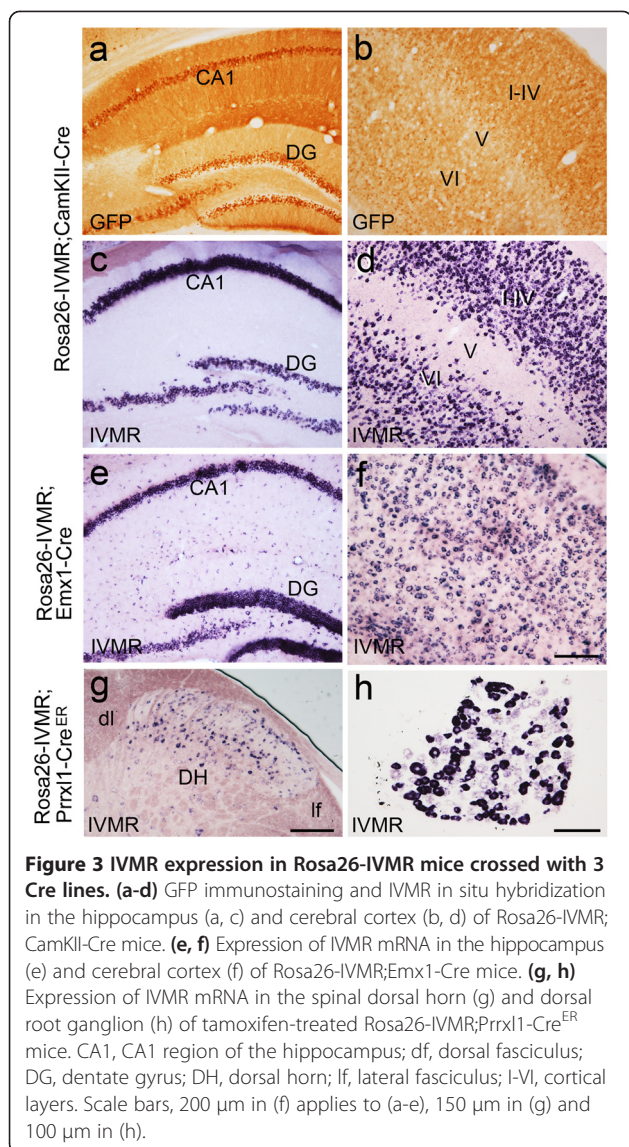 Rosa26-IVMR;CamKII-Cre
a
CA1
DG
GFP
b
I-IV
V
VI
GFP
c
CA1
DG
IVMR
d
I-IV
V
VI
IVMR
Rosa26-IVMR;
Emx1-Cre
e
CA1
DG
IVMR
f
IVMR
Rosa26-IVMR;
Prrxl1-CreER
g
dl
DH
lf
IVMR
h
IVMR
Figure 3 IVMR expression in Rosa26-IVMR mice crossed with 3
Cre lines. (a-d) GFP immunostaining and IVMR in situ hybridization
in the hippocampus (a, c) and cerebral cortex (b, d) of Rosa26-IVMR;
CamKII-Cre mice. (e, f) Expression of IVMR mRNA in the hippocampus
(e) and cerebral cortex (f) of Rosa26-IVMR;Emx1-Cre mice. (g, h)
Expression of IVMR mRNA in the spinal dorsal horn (g) and dorsal
root ganglion (h) of tamoxifen-treated Rosa26-IVMR;Prrxl1-CreER
mice. CA1, CA1 region of the hippocampus; df, dorsal fasciculus;
DG, dentate gyrus; DH, dorsal horn; lf, lateral fasciculus; I-VI, cortical
layers. Scale bars, 200 μm in (f) applies to (a-e), 150 μm in (g) and
100 μm in (h).